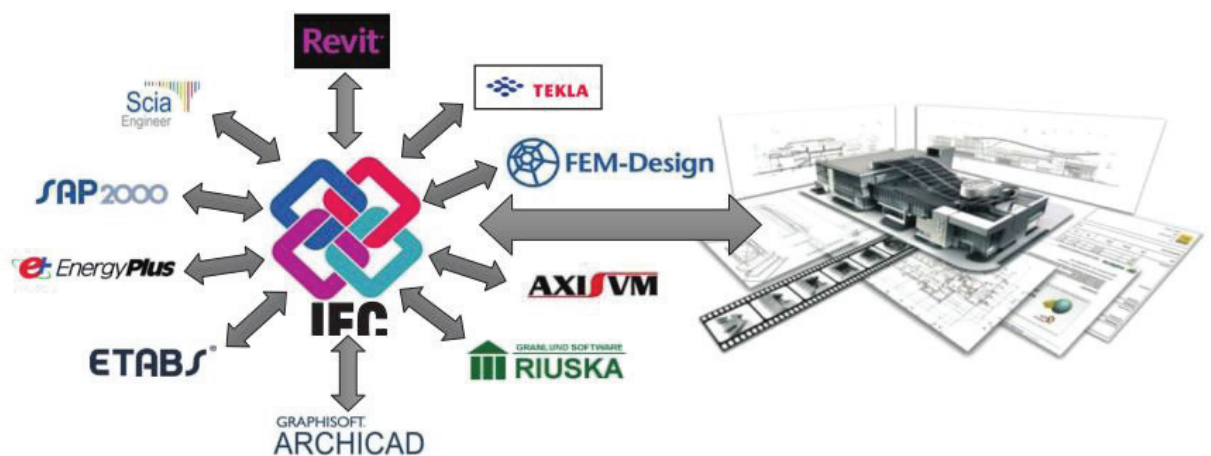 Revit
TEKLA
Scia
Engineer
FEM-Design
SAP2000
EnergyPlus
AXISVM
IFC
GRANLUND SOFTWARE
RIUSKA
ETABS®
GRAPHISOFT.
ARCHICAD